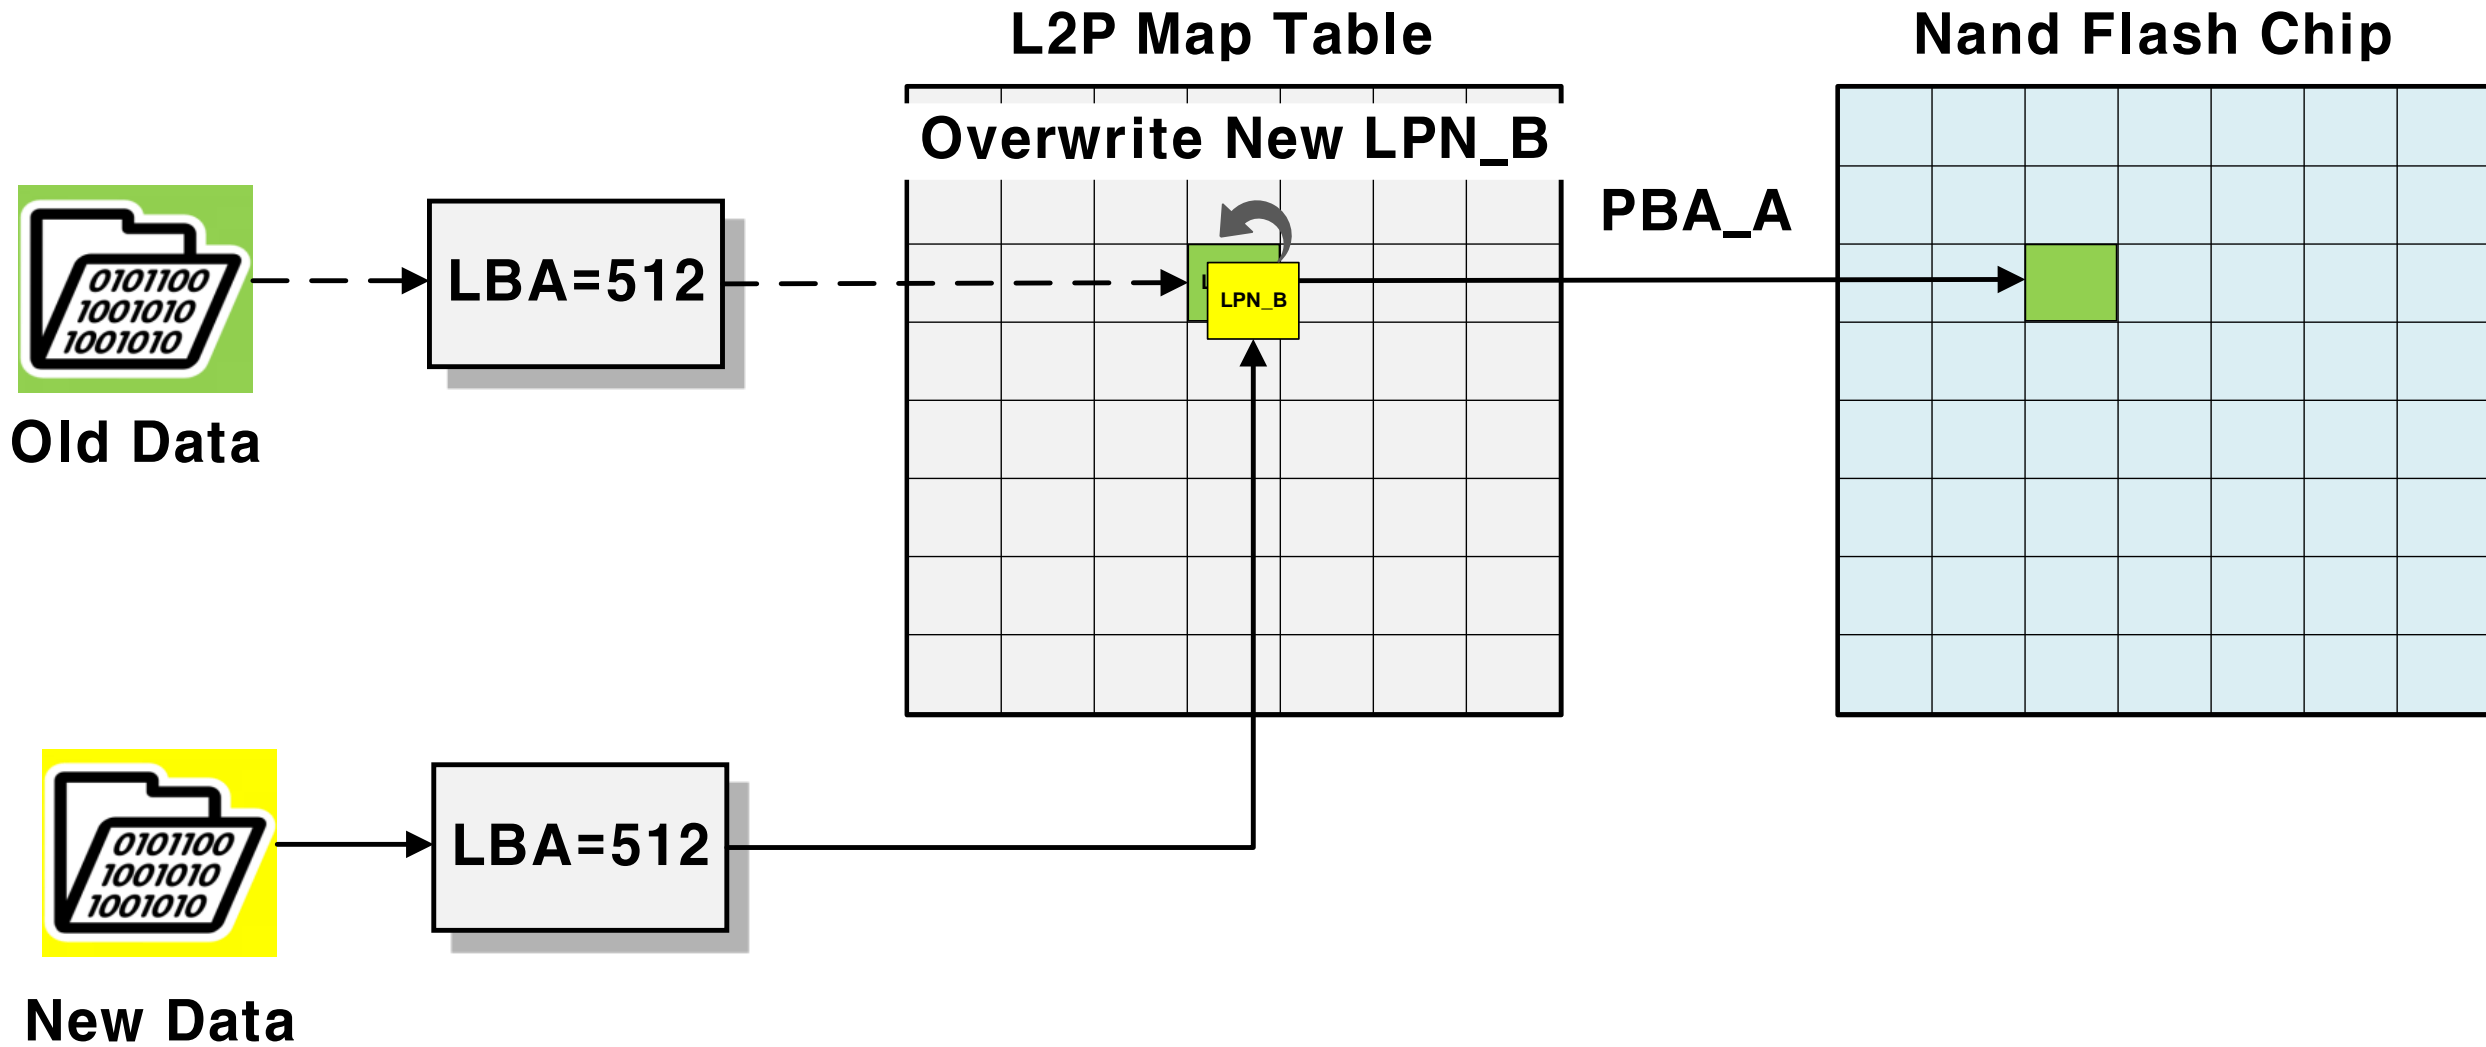 L2P Map Table
Nand Flash Chip
Overwrite New LPN_B
PBA_A
0101100
1001010
1001010
LBA=512
LPN_B
Old Data
0101100
1001010
1001010
LBA=512
New Data